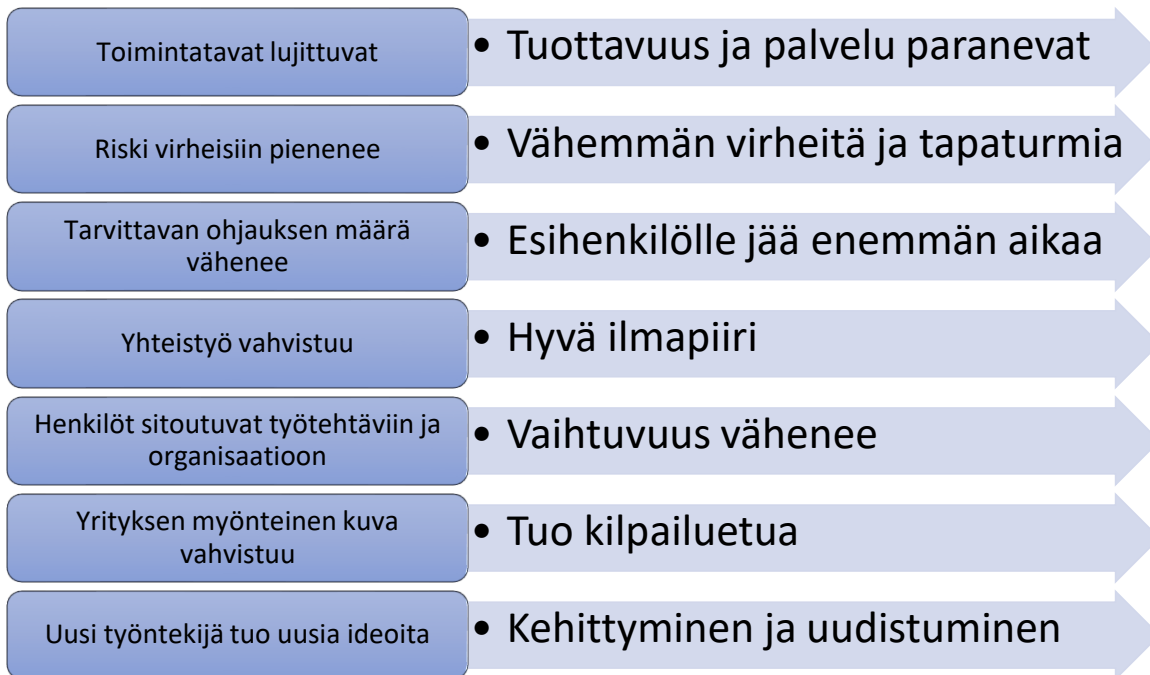 Toimintatavat lujittuvat
• Tuottavuus ja palvelu paranevat
Riski virheisiin pienenee
• Vähemmän virheitä ja tapaturmia
Tarvittavan ohjauksen määrä
vähenee
• Esihenkilölle jää enemmän aikaa
Yhteistyö vahvistuu
• Hyvä ilmapiiri
Henkilöt sitoutuvat työtehtäviin ja
organisaatioon
• Vaihtuvuus vähenee
Yrityksen myönteinen kuva
vahvistuu
• Tuo kilpailuetua
Uusi työntekijä tuo uusia ideoita
• Kehittyminen ja uudistuminen